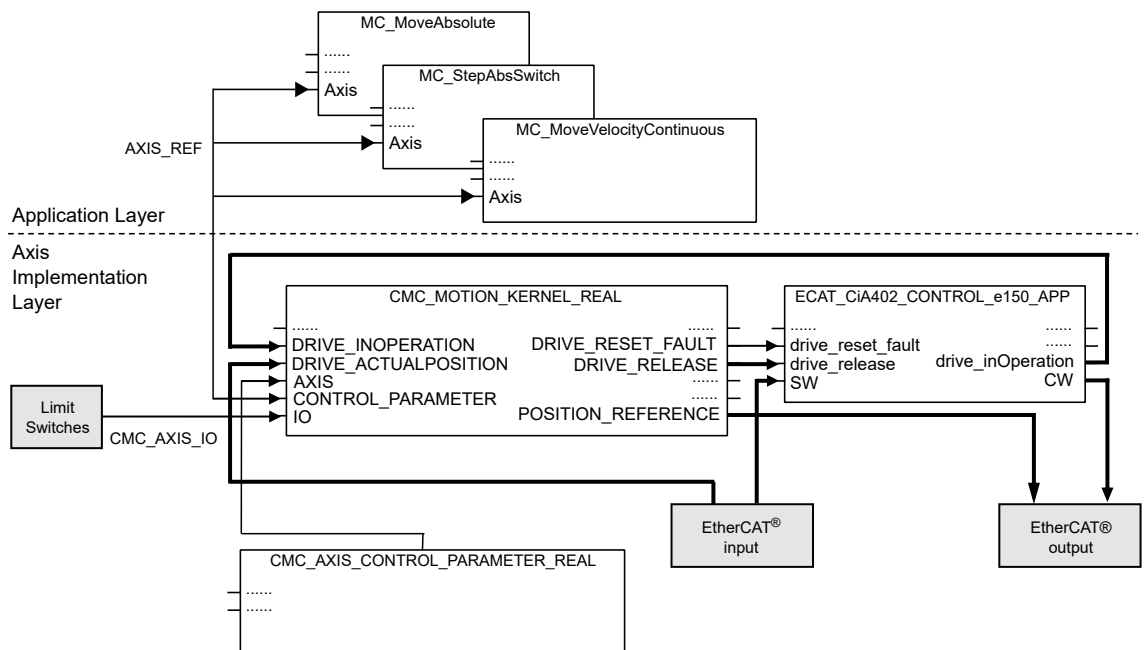 MC_MoveAbsolute
......
......
Axis
MC_StepAbsSwitch
......
......
Axis
MC_MoveVelocityContinuous
......
......
Axis
AXIS_REF
Application Layer
Axis
Implementation
Layer
CMC_MOTION_KERNEL_REAL
......
DRIVE_INOPERATION
DRIVE_ACTUALPOSITION
AXIS
CONTROL_PARAMETER
IO
......
DRIVE_RESET_FAULT
DRIVE_RELEASE
......
......
POSITION_REFERENCE
ECAT_CiA402_CONTROL_e150_APP
......
drive_reset_fault
drive_release
SW
......
......
drive_inOperation
CW
Limit
Switches
CMC_AXIS_IO
EtherCAT®
input
EtherCAT®
output
CMC_AXIS_CONTROL_PARAMETER_REAL
......
......